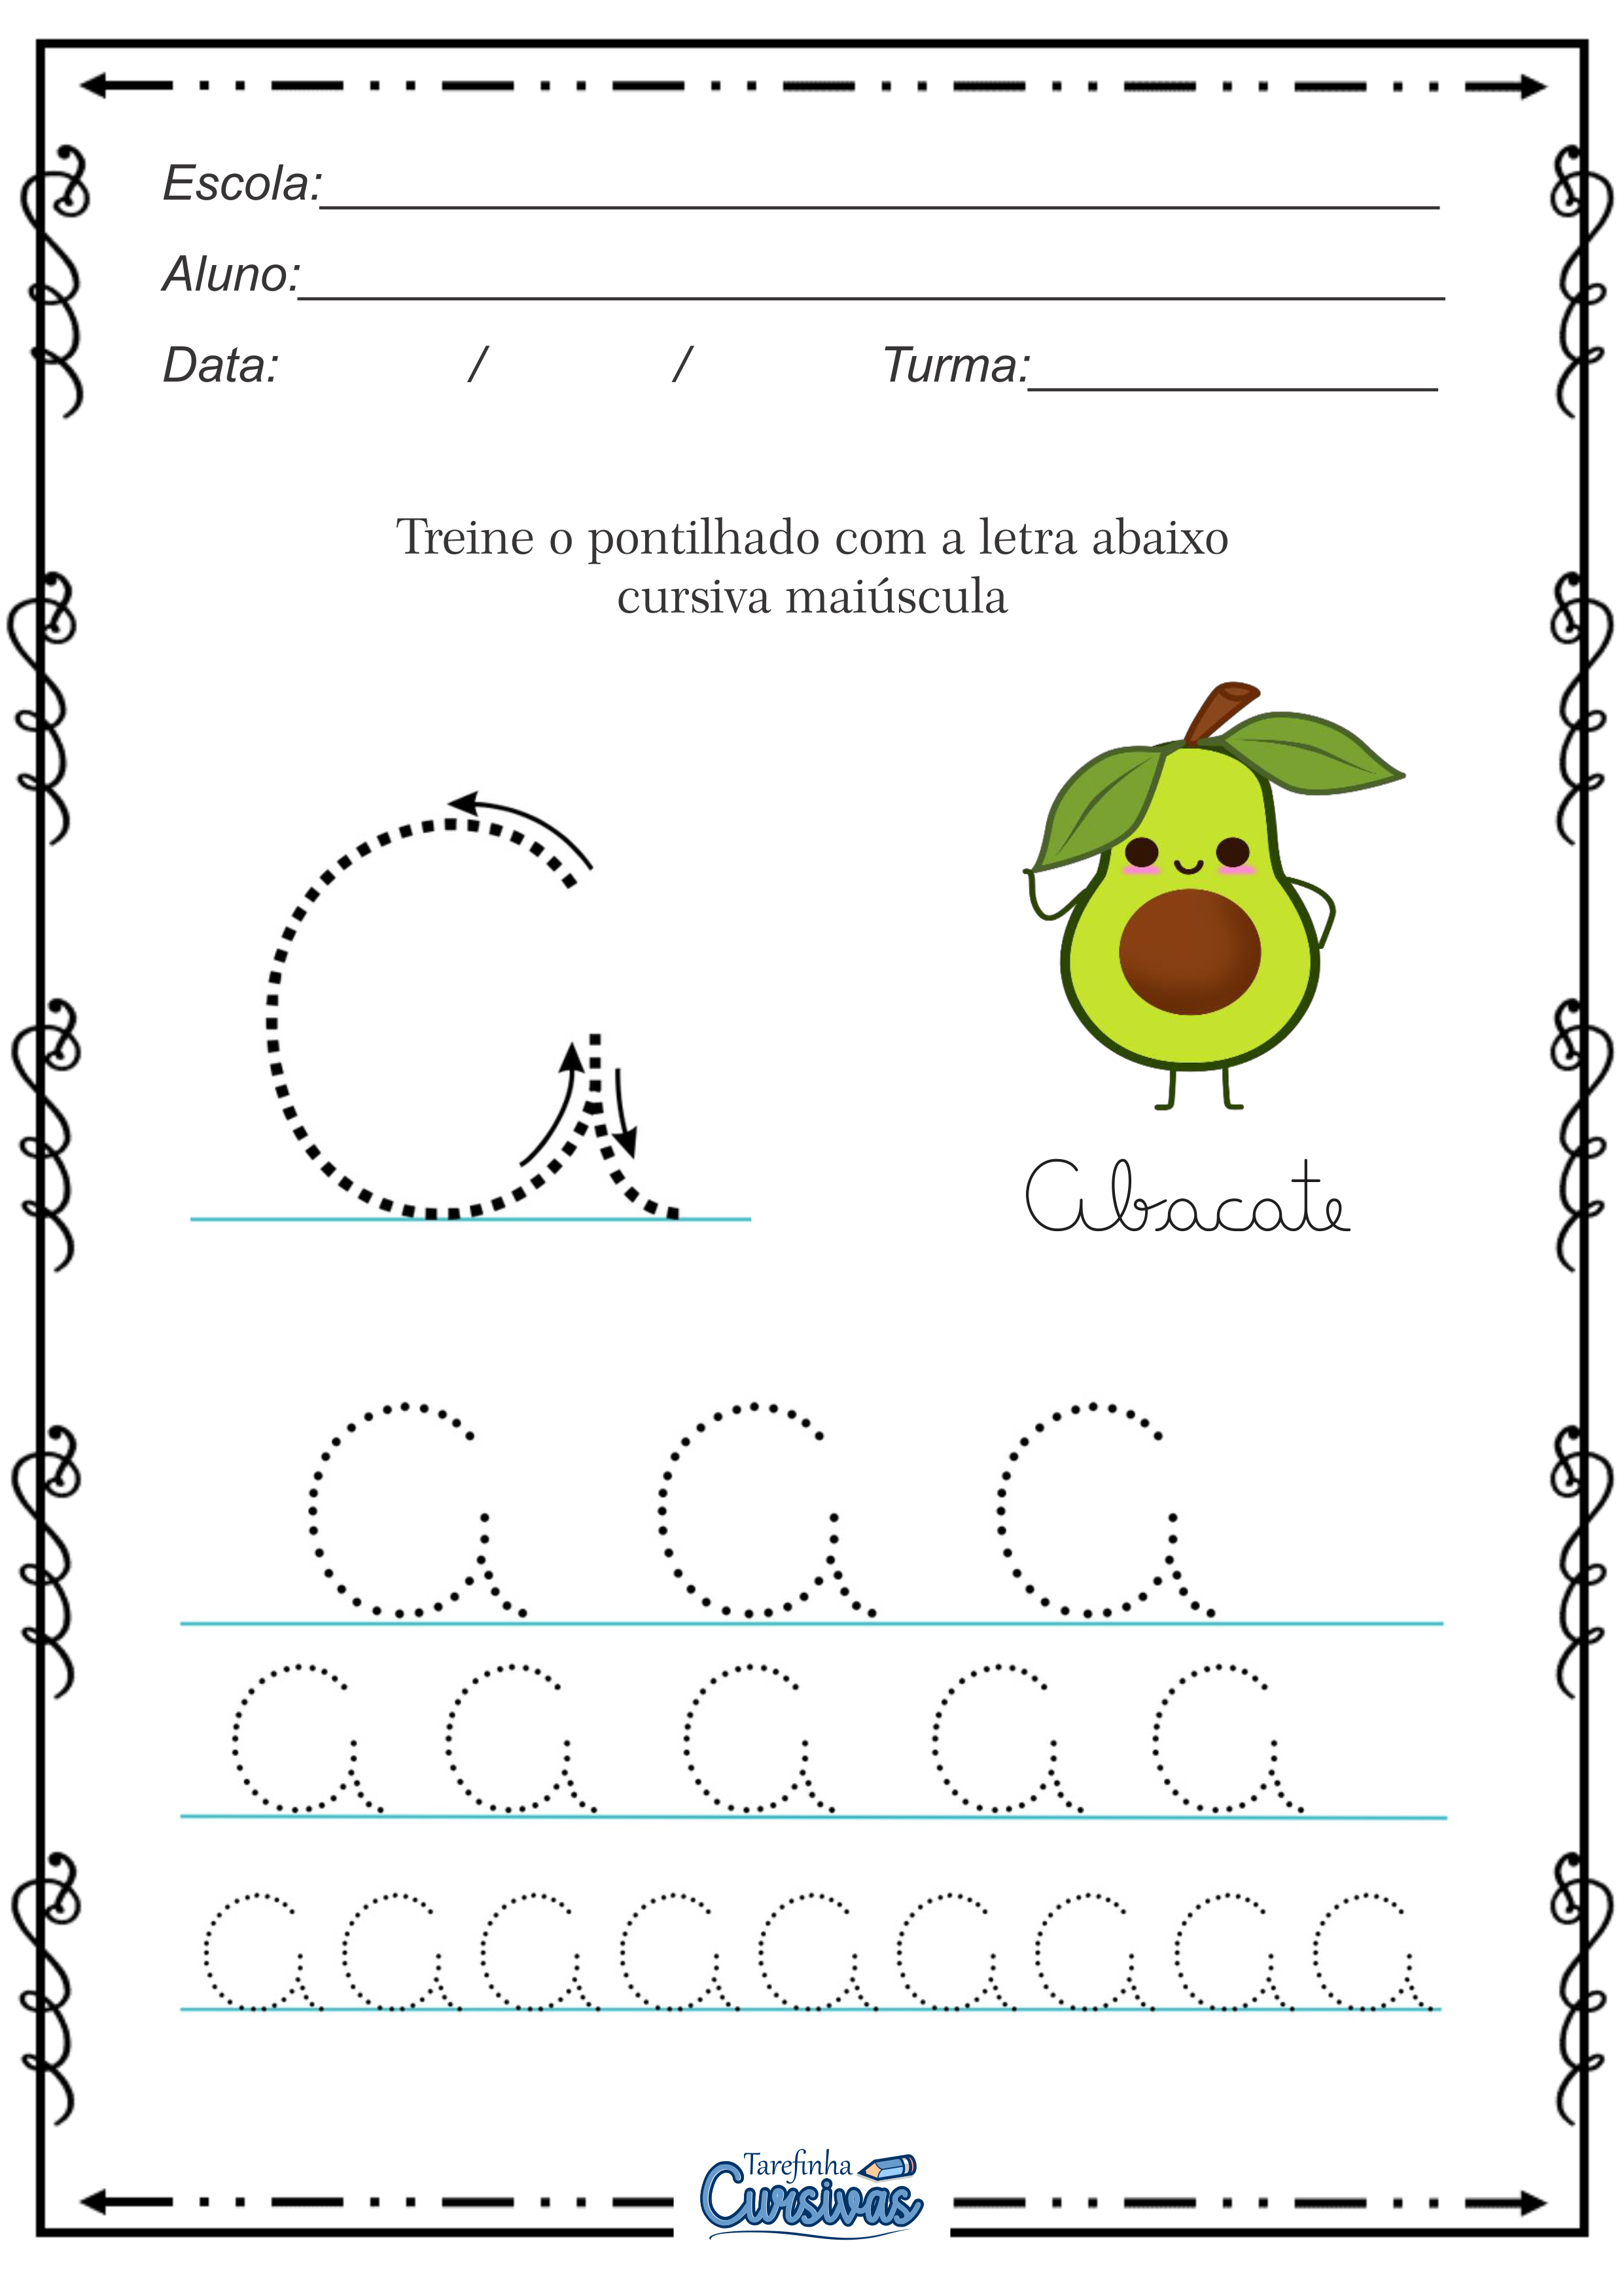 Escola:
Aluno:
Data: / / Turma:
Treine o pontilhado com a letra abaixo
cursiva maiúscula
A
Abacate
A A A
A A A A A
A A A A A A A A A
Tarefinha
Cursivas